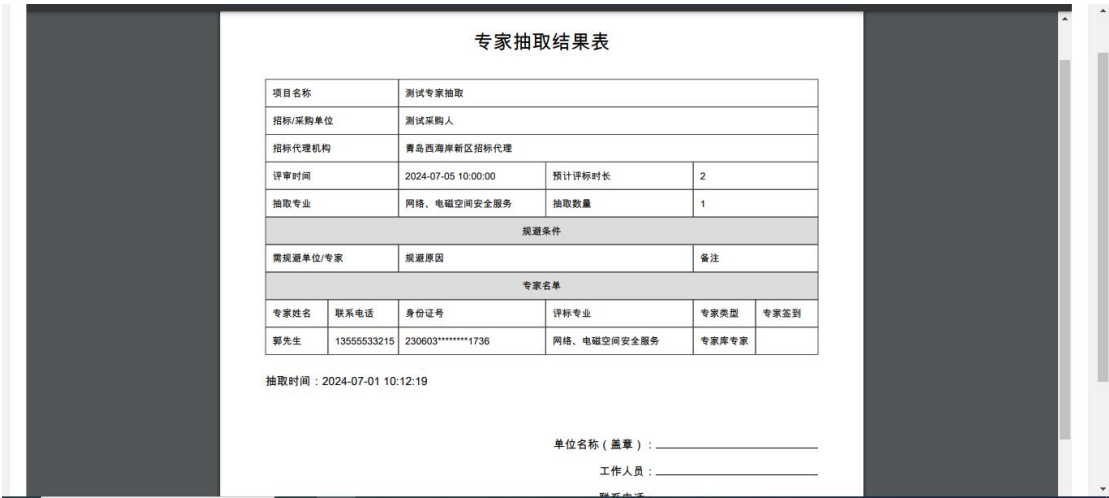 专家抽取结果表
项目名称 测试专家抽取
招标/采购单位 测试采购人
招标代理机构 青岛西海岸新区招标代理
评审时间 2024-07-05 10:00:00 预计评标时长 2
抽取专业 网络、电磁空间安全服务 抽取数量 1
规避条件
需规避单位/专家 规避原因 备注
专家名单
专家姓名 联系电话 身份证号 评标专业 专家类型 专家签到
郭先生 13555533215 230603********1736 网络、电磁空间安全服务 专家库专家
抽取时间：2024-07-01 10:12:19
单位名称（盖章）：
工作人员：